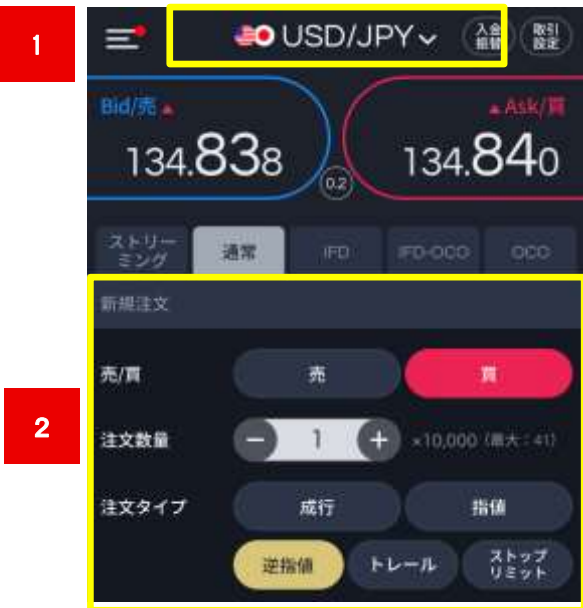 1
USD/JPY
入金
振替
取引
設定
Bid/売
Ask/買
134.838
134.840
0.2
ストリー
ミング
通常
IFD
IFD-OCO
OCO
新規注文
2
売/買
売
買
注文数量
1
×10,000 (最大:41)
注文タイプ
成行
指値
逆指値
トレール
ストップ
リミット